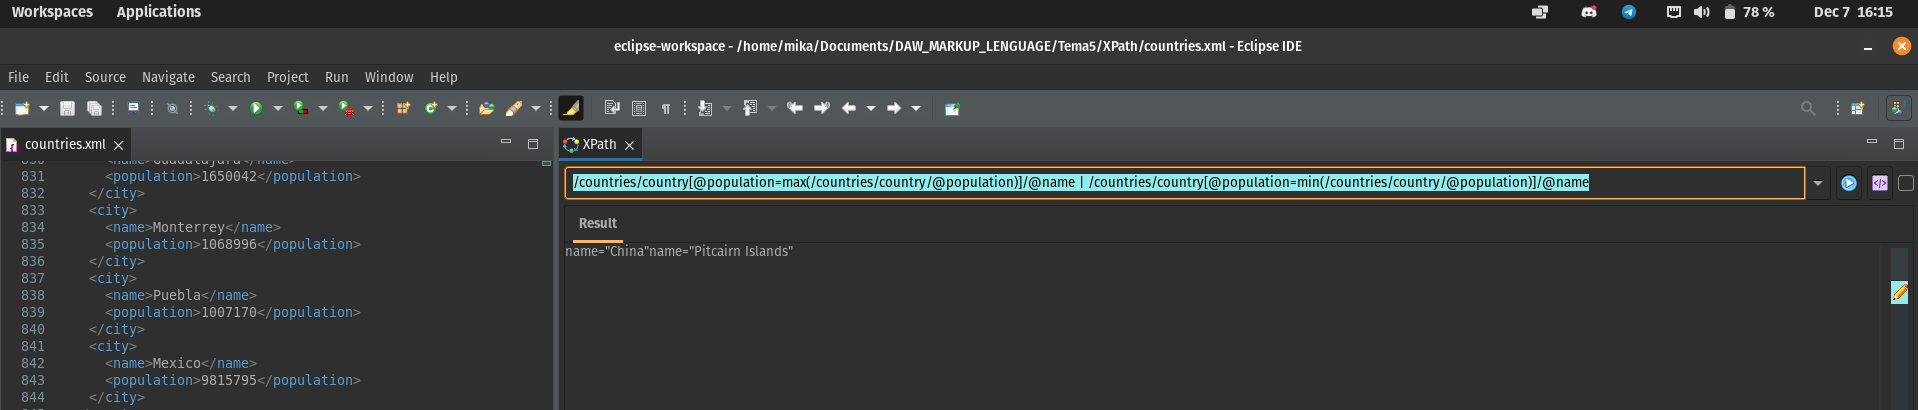 Workspaces Applications 78 % Dec 7 16:15
eclipse-workspace - /home/mika/Documents/DAW_MARKUP_LENGUAGE/Tema5/XPath/countries.xml - Eclipse IDE
File Edit Source Navigate Search Project Run Window Help
countries.xml
830 <name>Guadalajara</name>
831 <population>1650042</population>
832 </city>
833 <city>
834 <name>Monterrey</name>
835 <population>1068996</population>
836 </city>
837 <city>
838 <name>Puebla</name>
839 <population>1007170</population>
840 </city>
841 <city>
842 <name>Mexico</name>
843 <population>9815795</population>
844 </city>
XPath
/countries/country[@population=max(/countries/country/@population)]/@name | /countries/country[@population=min(/countries/country/@population)]/@name
Result
name="China"name="Pitcairn Islands"